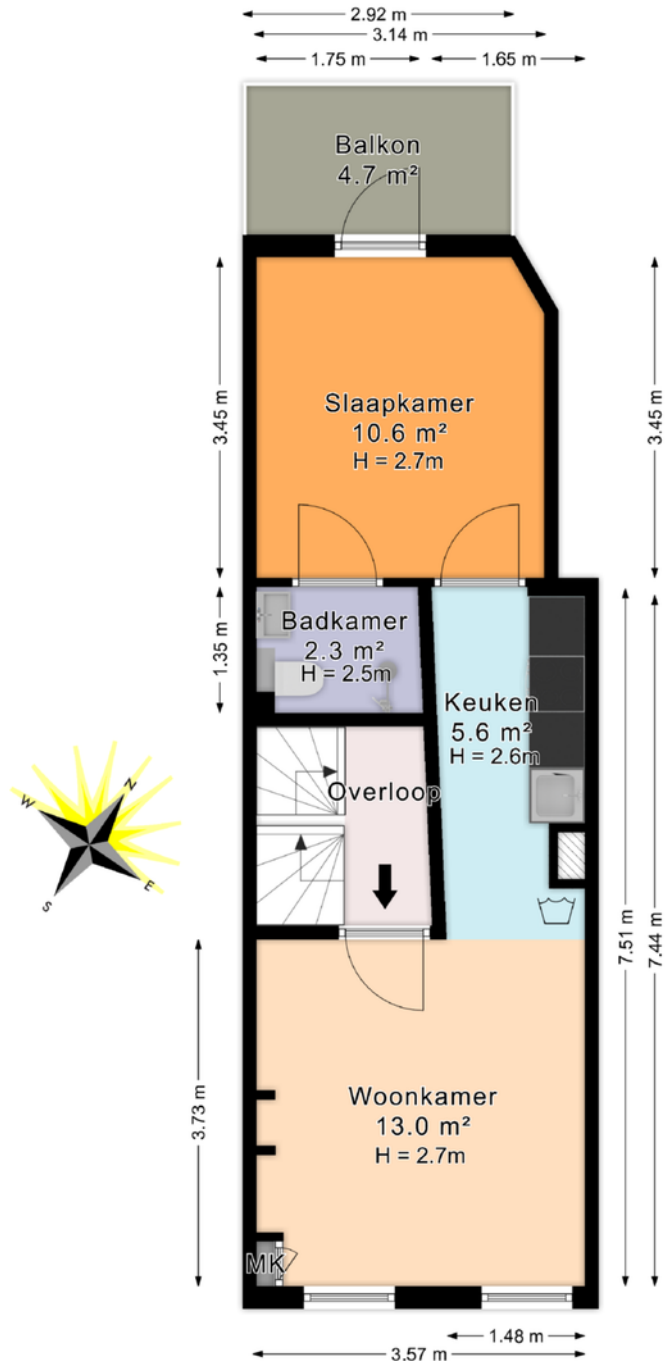 2.92 m
3.14 m
1.75 m
1.65 m
Balkon
4.7 m²
3.45 m
3.45 m
Slaapkamer
10.6 m²
H = 2.7m
1.35 m
Badkamer
2.3 m²
H = 2.5m
Keuken
5.6 m²
H = 2.6m
Overloop
N
W
E
S
7.51 m
7.44 m
3.73 m
Woonkamer
13.0 m²
H = 2.7m
MK
1.48 m
3.57 m